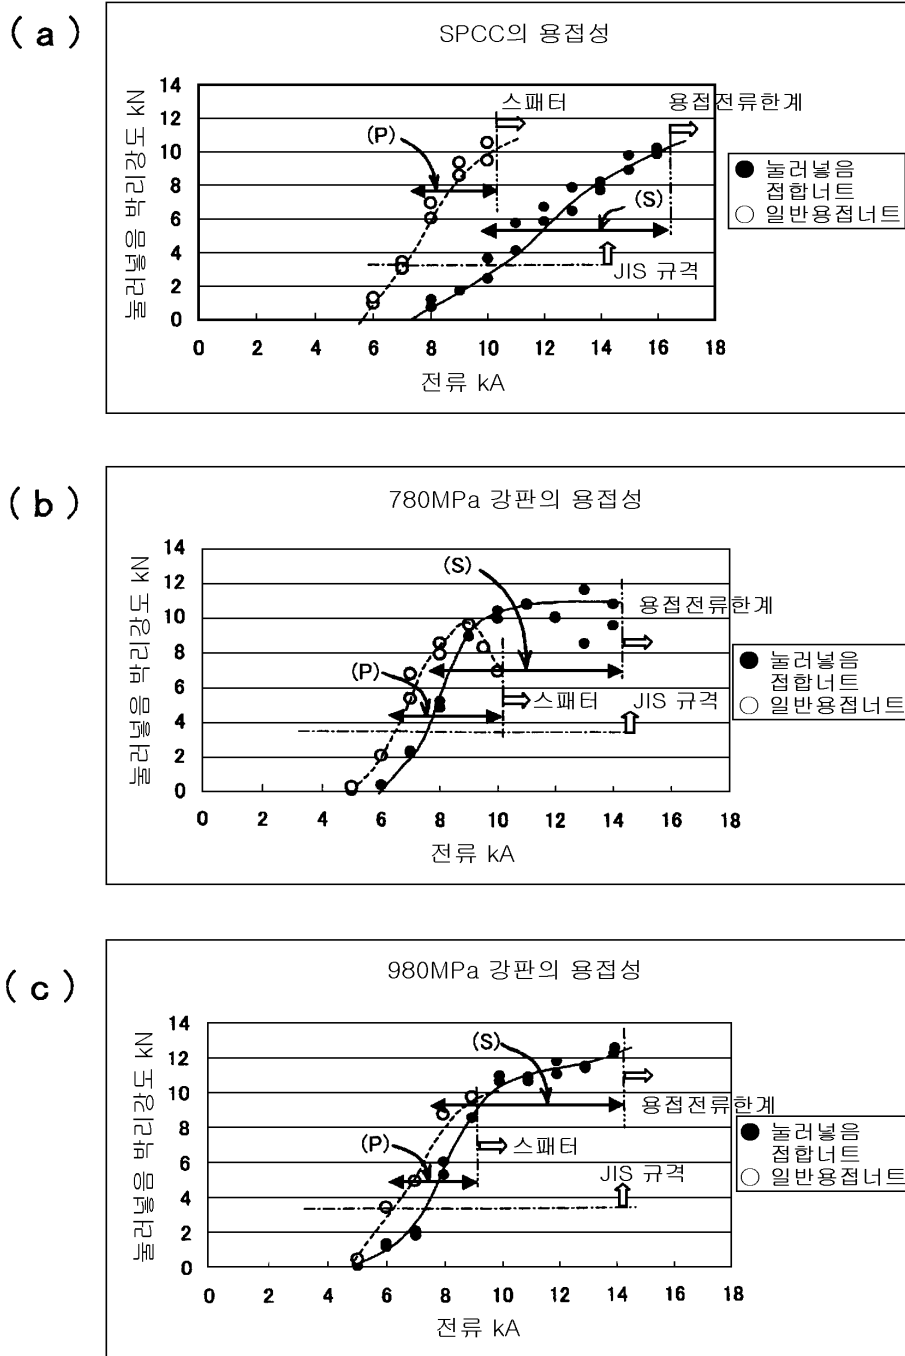 (a)
SPCC의 용접성
눌러넣음 박리강도 kN
14
12
10
8
6
4
2
0
0 2 4 6 8 10 12 14 16 18
전류 kA
(P)
스패터
용접전류한계
(S)
JIS 규격
● 눌러넣음
접합너트
○ 일반용접너트
(b)
780MPa 강판의 용접성
눌러넣음 박리강도 kN
14
12
10
8
6
4
2
0
0 2 4 6 8 10 12 14 16 18
전류 kA
(S)
용접전류한계
(P)
스패터
JIS 규격
● 눌러넣음
접합너트
○ 일반용접너트
(c)
980MPa 강판의 용접성
눌러넣음 박리강도 kN
14
12
10
8
6
4
2
0
0 2 4 6 8 10 12 14 16 18
전류 kA
(S)
용접전류한계
(P)
스패터
JIS 규격
● 눌러넣음
접합너트
○ 일반용접너트